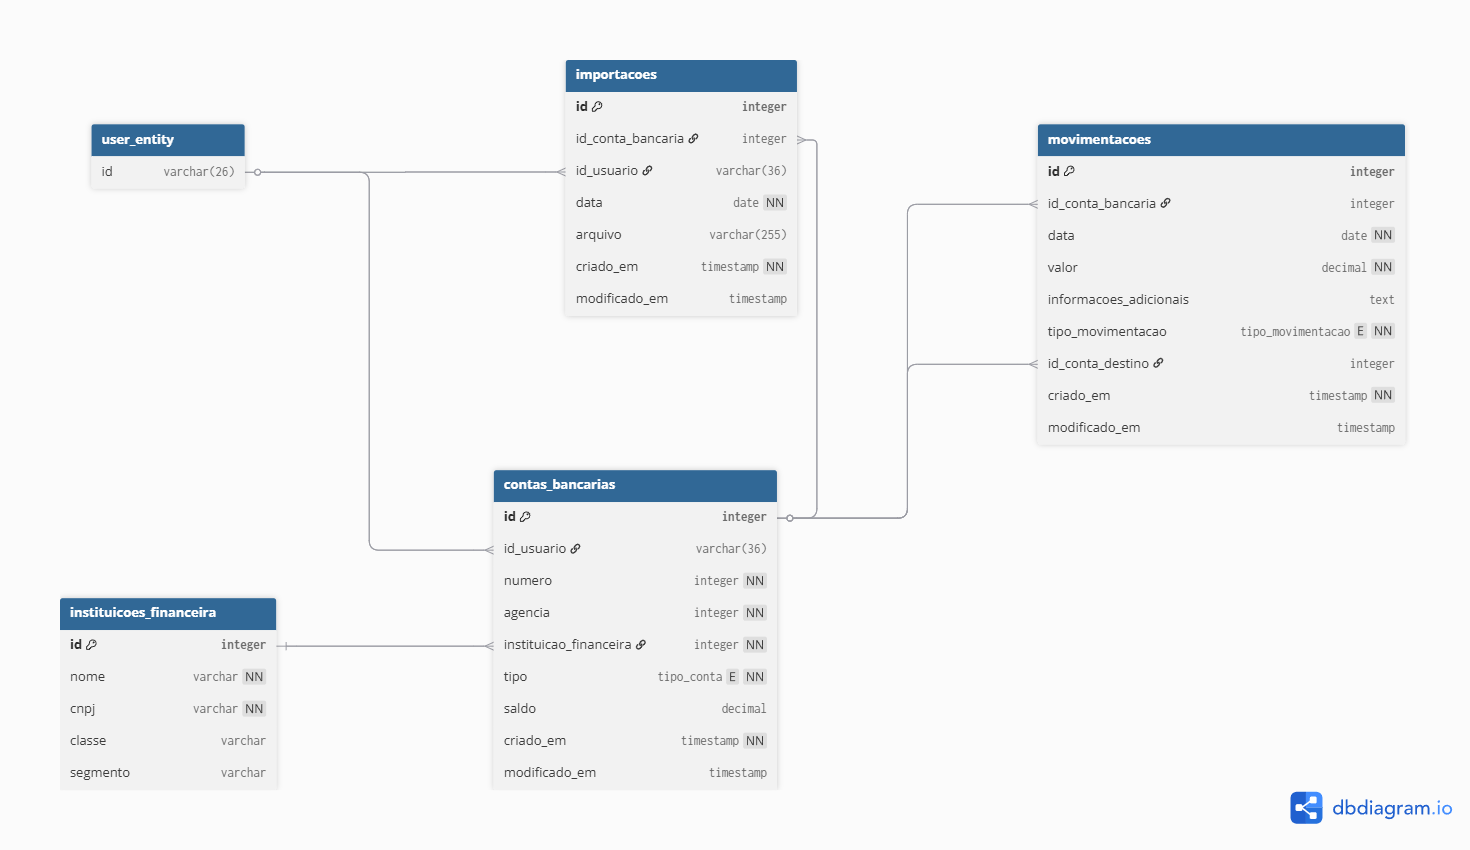 importacoes
id integer
id_conta_bancaria integer
id_usuario varchar(36)
data date NN
arquivo varchar(255)
criado_em timestamp NN
modificado_em timestamp
user_entity
id varchar(26)
movimentacoes
id integer
id_conta_bancaria integer
data date NN
valor decimal NN
informacoes_adicionais text
tipo_movimentacao tipo_movimentacao E NN
id_conta_destino integer
criado_em timestamp NN
modificado_em timestamp
contas_bancarias
id integer
id_usuario varchar(36)
numero integer NN
agencia integer NN
instituicao_financeira integer NN
tipo tipo_conta E NN
saldo decimal
criado_em timestamp NN
modificado_em timestamp
instituicoes_financeira
id integer
nome varchar NN
cnpj varchar NN
classe varchar
segmento varchar
dbdiagram.io